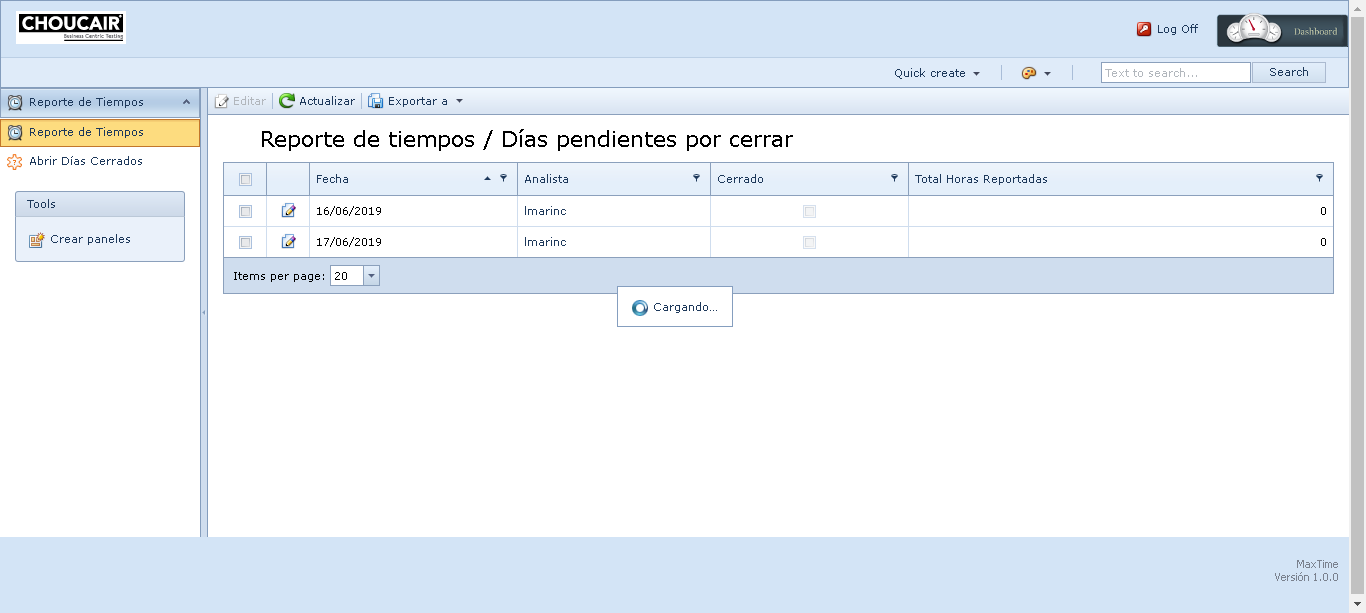 CHOUCAIR
Business Centric Testing
Log Off
Dashboard
Quick create
Text to search...
Search
Reporte de Tiempos
Reporte de Tiempos
Abrir Días Cerrados
Tools
Crear paneles
Editar
Actualizar
Exportar a
Reporte de tiempos / Días pendientes por cerrar
Fecha Analista Cerrado Total Horas Reportadas
16/06/2019 lmarinc 0
17/06/2019 lmarinc 0
Items per page: 20
Cargando...
MaxTime
Versión 1.0.0